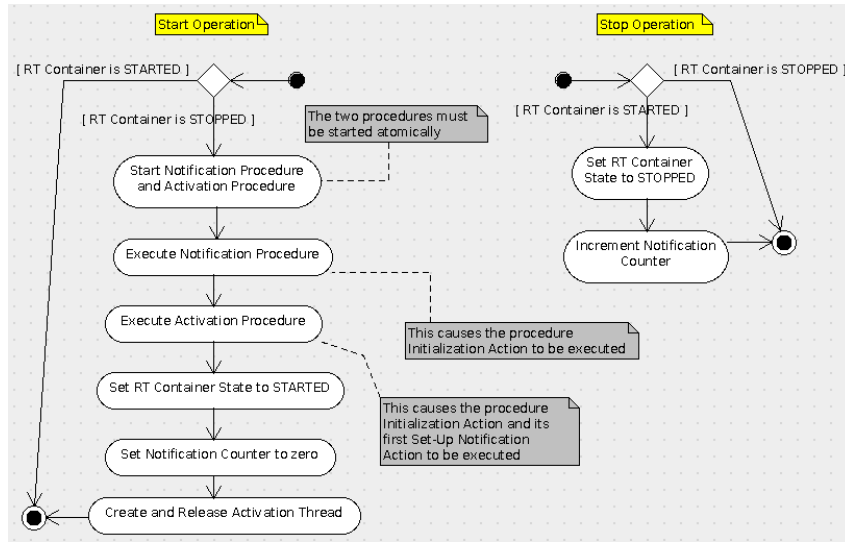 Start Operation
[ RT Container is STARTED ]
[ RT Container is STOPPED ]
The two procedures must
be started atomically
Start Notification Procedure
and Activation Procedure
Execute Notification Procedure
Execute Activation Procedure
This causes the procedure
Initialization Action to be executed
Set RT Container State to STARTED
This causes the procedure
Initialization Action and its
first Set-Up Notification
Action to be executed
Set Notification Counter to zero
Create and Release Activation Thread
Stop Operation
[ RT Container is STOPPED ]
[ RT Container is STARTED ]
Set RT Container
State to STOPPED
Increment Notification
Counter